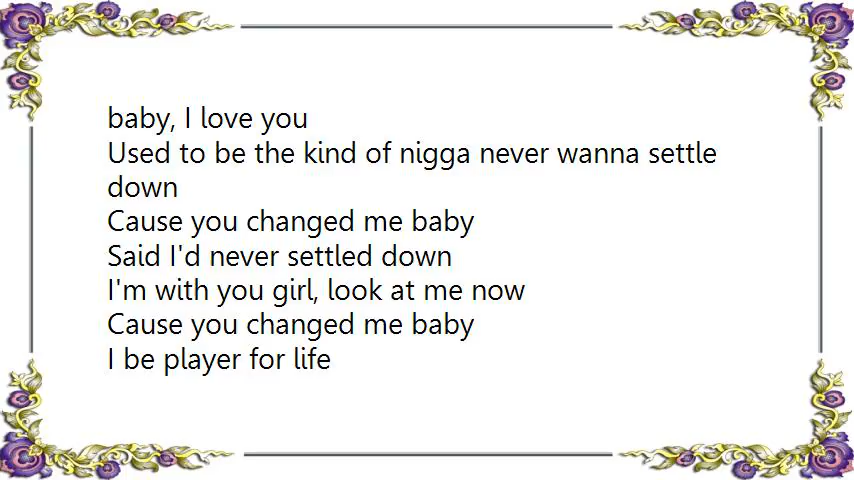 baby, I love you
Used to be the kind of nigga never wanna settle
down
Cause you changed me baby
Said I'd never settled down
I'm with you girl, look at me now
Cause you changed me baby
I be player for life